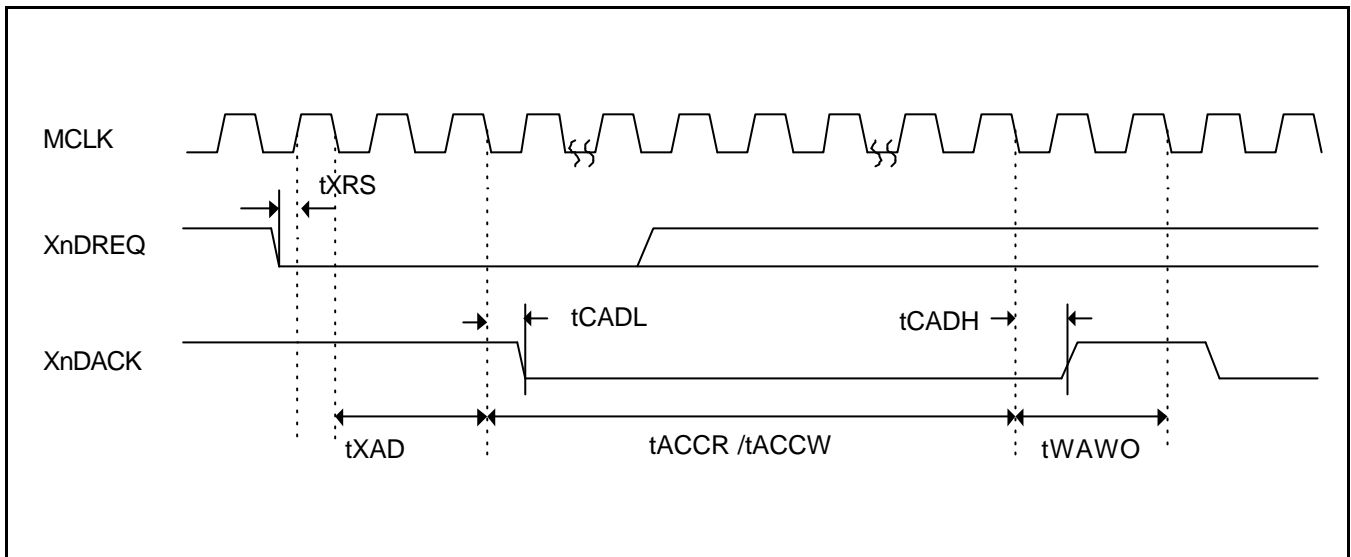 MCLK
tXRS
XnDREQ
tCADL
tCADH
XnDACK
tXAD
tACCR /tACCW
tWAWO